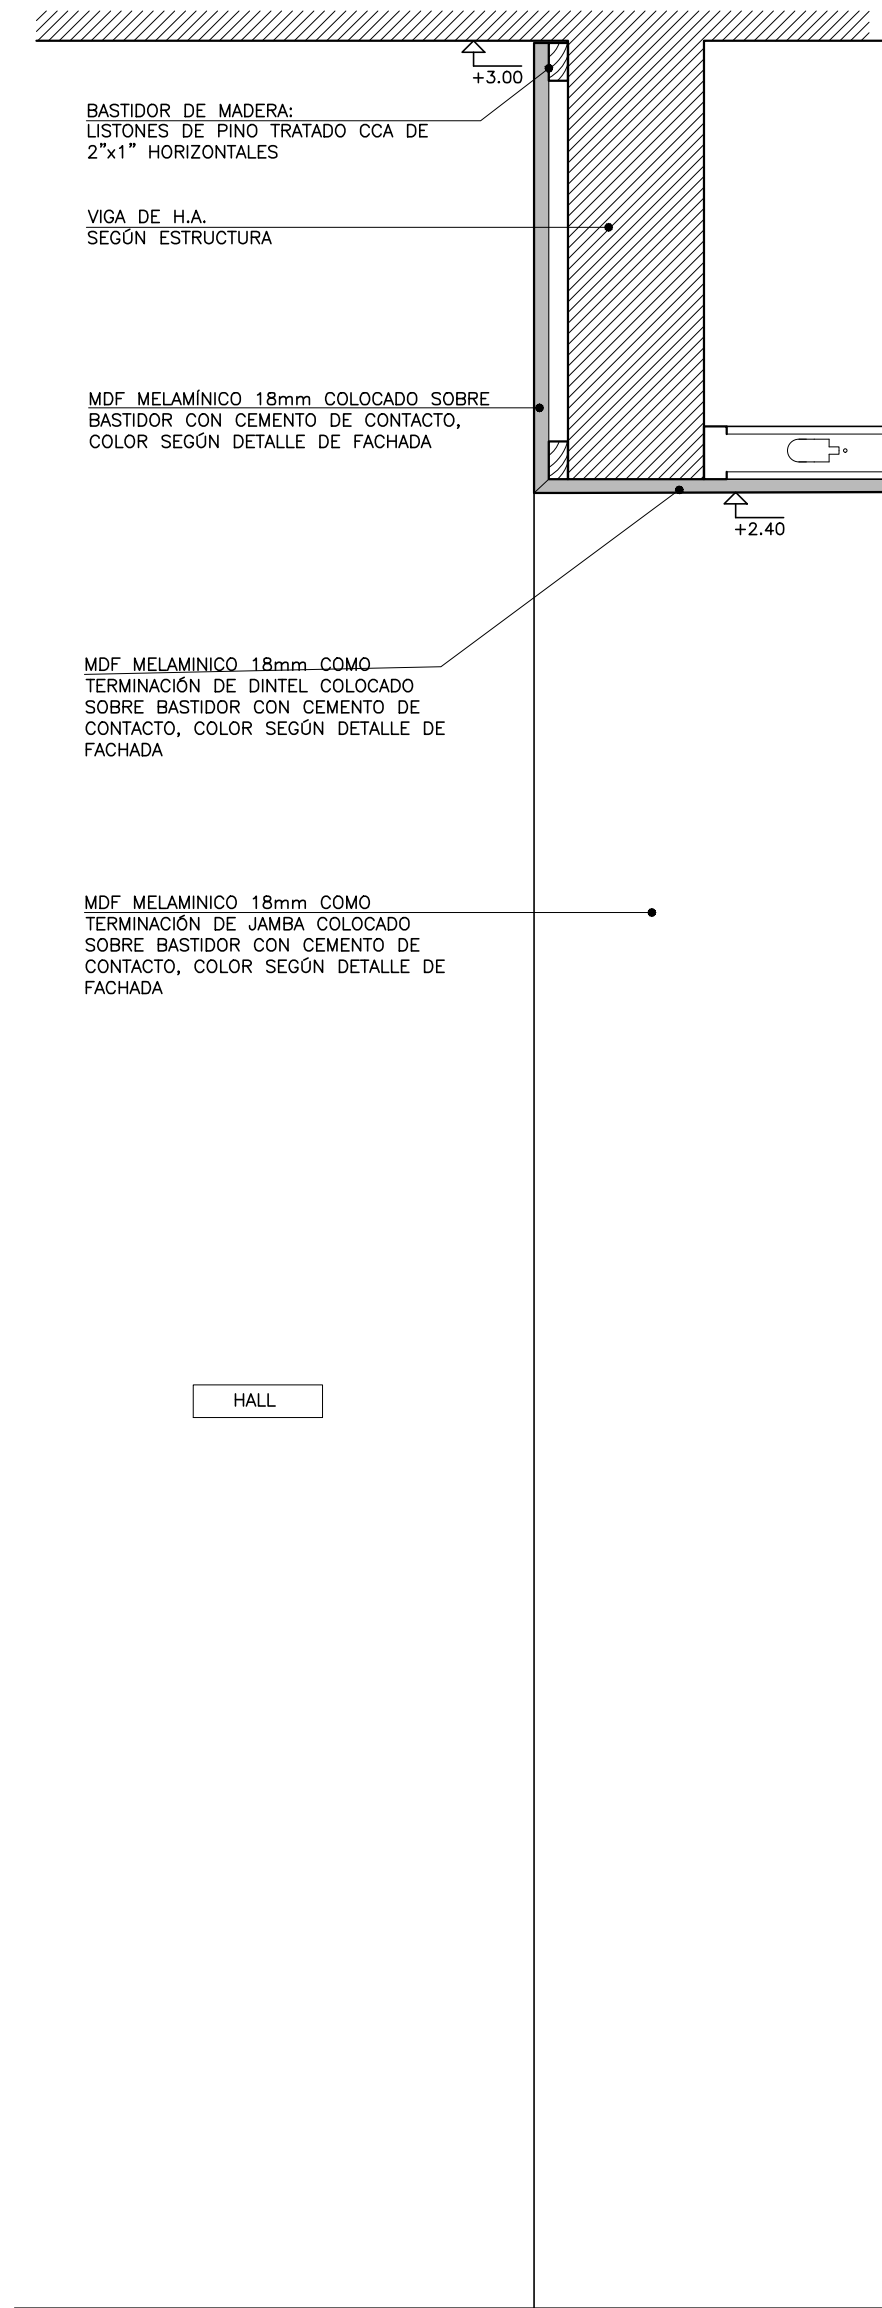 +3.00
BASTIDOR DE MADERA:
LISTONES DE PINO TRATADO CCA DE
2”x1” HORIZONTALES
VIGA DE H.A.
SEGÚN ESTRUCTURA
MDF MELAMÍNICO 18mm COLOCADO SOBRE
BASTIDOR CON CEMENTO DE CONTACTO,
COLOR SEGÚN DETALLE DE FACHADA
+2.40
MDF MELAMINICO 18mm COMO
TERMINACIÓN DE DINTEL COLOCADO
SOBRE BASTIDOR CON CEMENTO DE
CONTACTO, COLOR SEGÚN DETALLE DE
FACHADA
MDF MELAMINICO 18mm COMO
TERMINACIÓN DE JAMBA COLOCADO
SOBRE BASTIDOR CON CEMENTO DE
CONTACTO, COLOR SEGÚN DETALLE DE
FACHADA
HALL